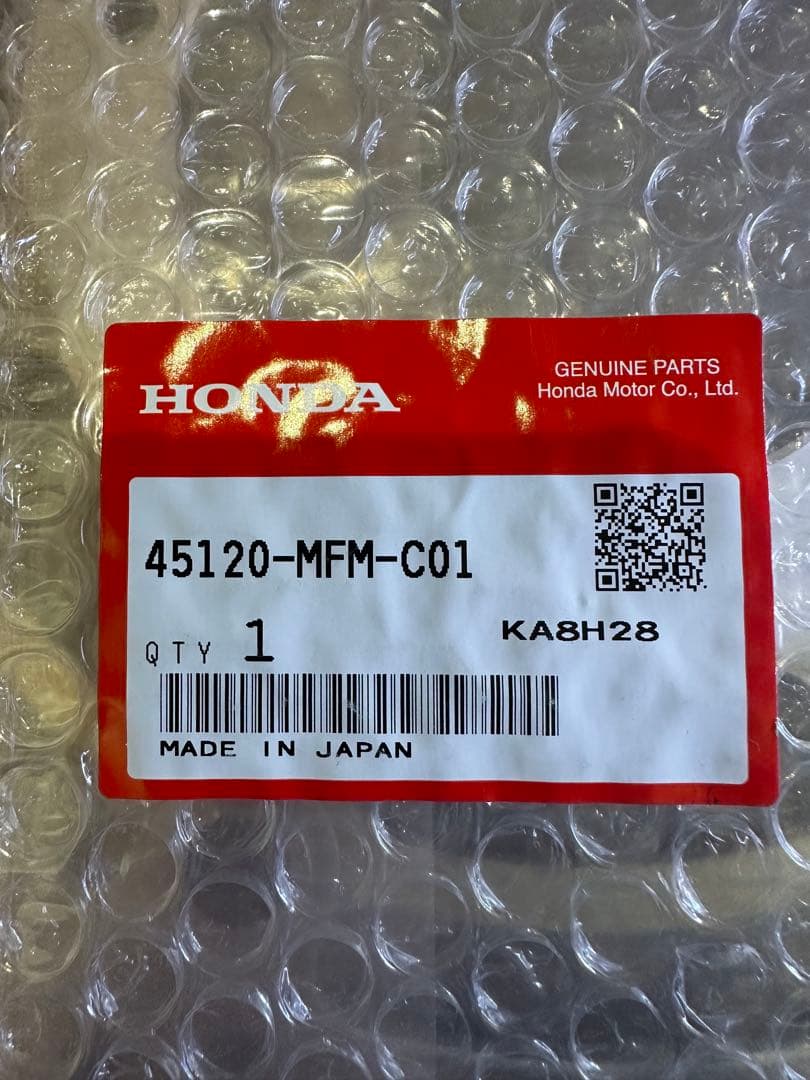 HONDA
GENUINE PARTS
Honda Motor Co., Ltd.
45120-MFM-C01
QTY 1
KA8H28
MADE IN JAPAN